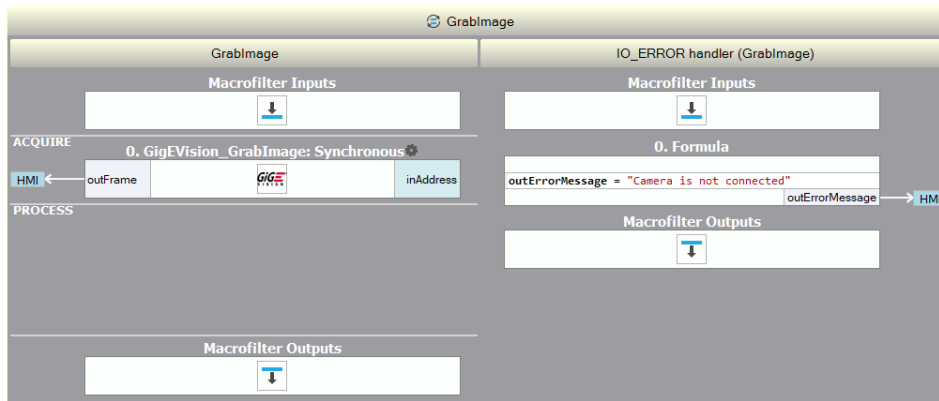 GrabImage
GrabImage
IO_ERROR handler (GrabImage)
Macrofilter Inputs
ACQUIRE
0. GigEVision_GrabImage: Synchronous
HMI
outFrame
GiGE
VISION
inAddress
PROCESS
Macrofilter Outputs
Macrofilter Inputs
0. Formula
outErrorMessage = "Camera is not connected"
outErrorMessage
HM
Macrofilter Outputs